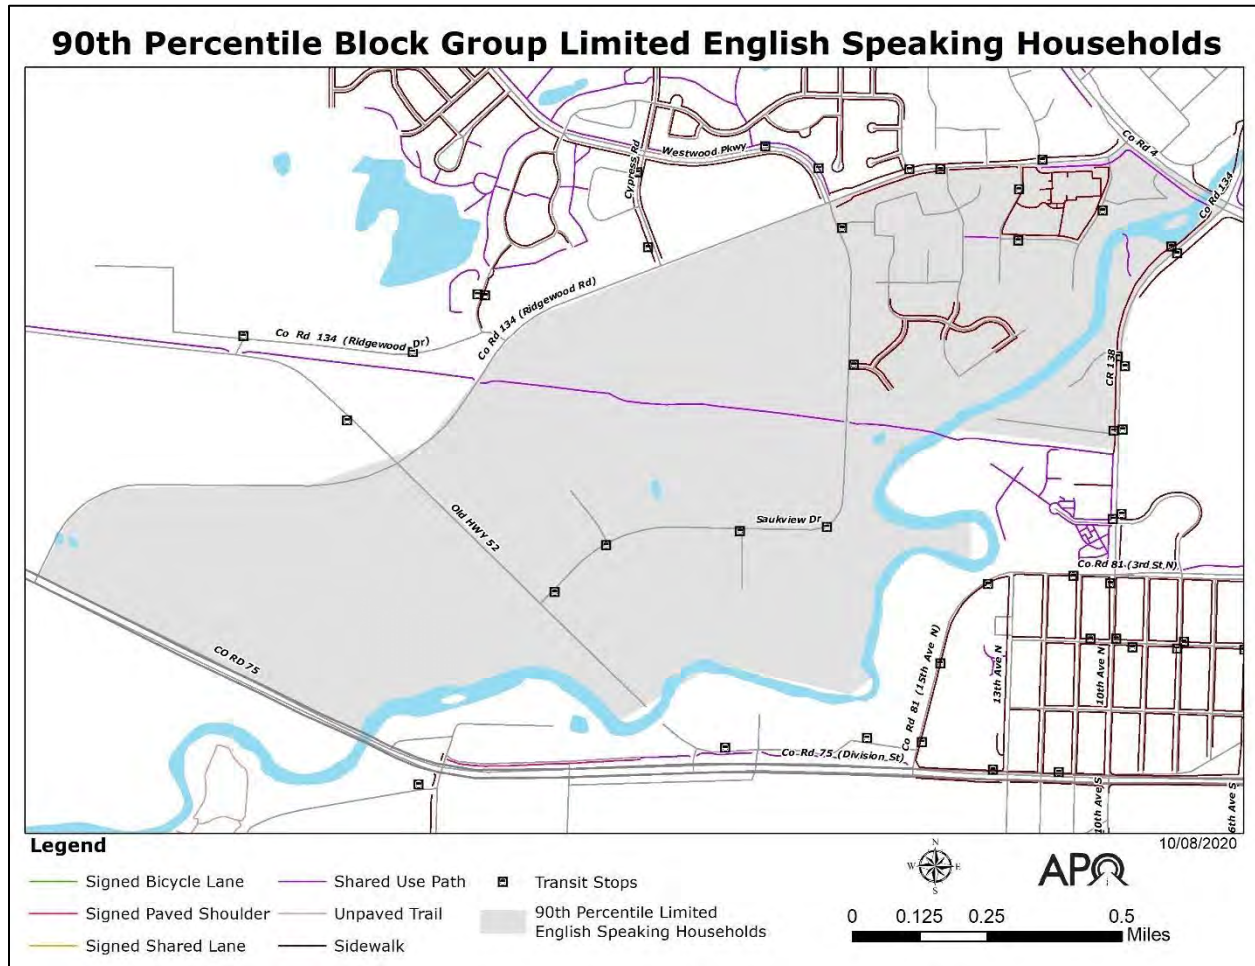 90th Percentile Block Group Limited English Speaking Households
Co Rd 4
Westwood Pkwy
Cypress Rd
Co Rd 134
Co Rd 134 (Ridgewood Rd)
Co Rd 134 (Ridgewood Dr)
CR 138
Old HWY 52
Saukview Dr
Co Rd 81 (3rd St N)
CO RD 75
Co Rd 81 (15th Ave N)
13th Ave N
10th Ave N
Co Rd 75 (Division St)
10th Ave S
6th Ave S
10/08/2020
Legend
Signed Bicycle Lane
Signed Paved Shoulder
Signed Shared Lane
Shared Use Path
Unpaved Trail
Sidewalk
Transit Stops
90th Percentile Limited
English Speaking Households
N
W E
S
APO
0 0.125 0.25 0.5
Miles